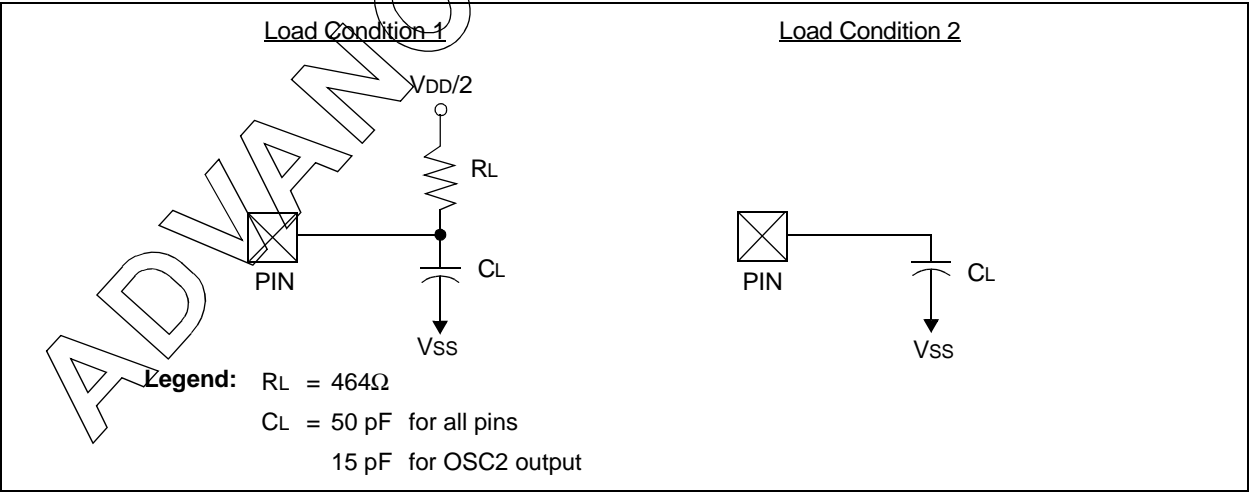 Load Condition 1
Load Condition 2
VDD/2
RL
PIN
CL
VSS
PIN
CL
VSS
Legend: RL = 464Ω
CL = 50 pF for all pins
15 pF for OSC2 output
ADVANC